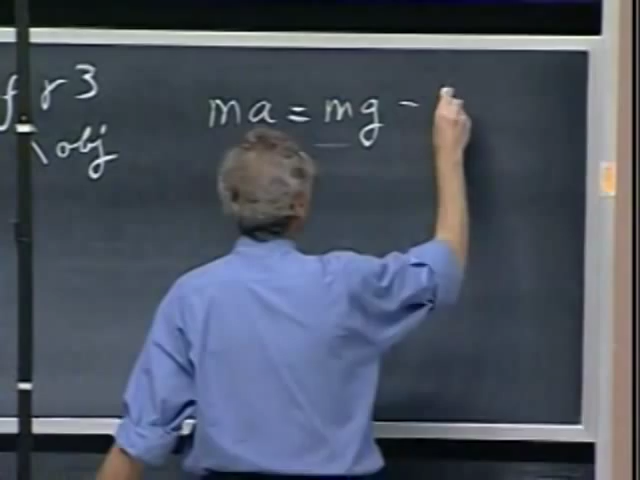 r3
ma = mg -
obj